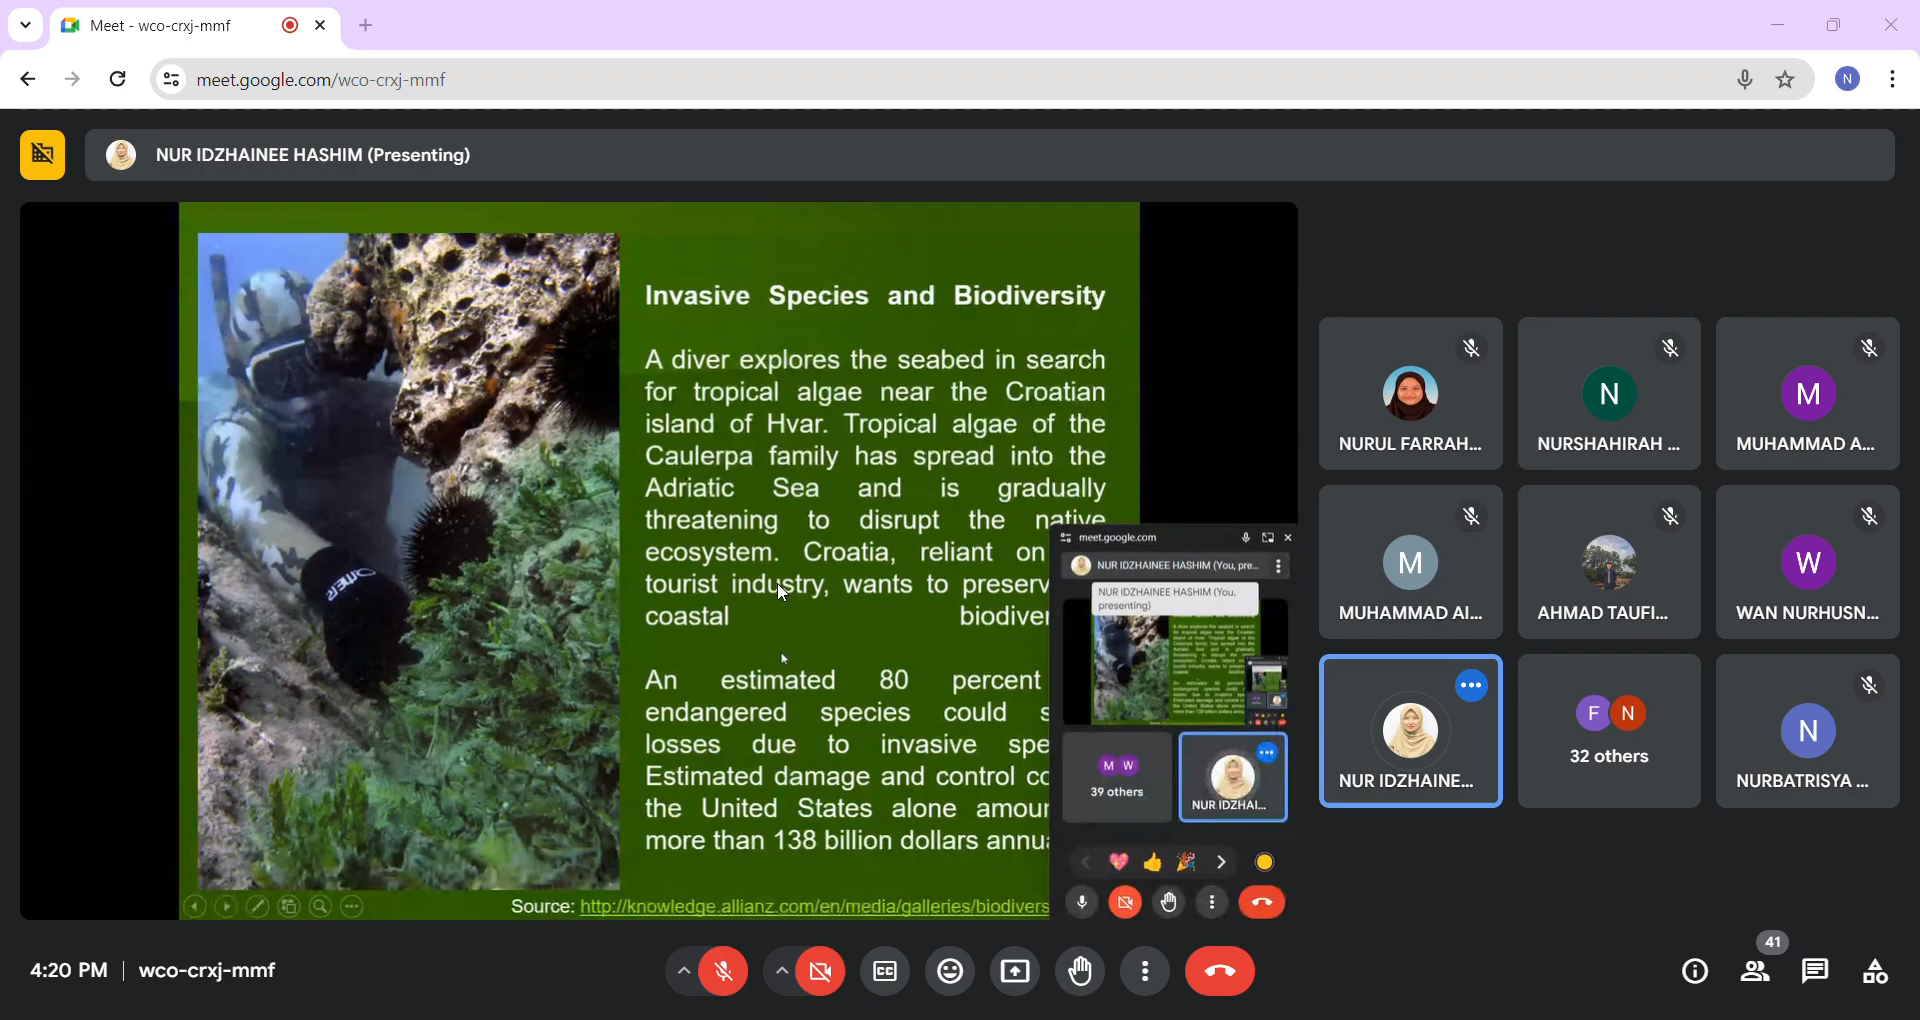 Meet - wco-crxj-mmf
meet.google.com/wco-crxj-mmf
N
NUR IDZHAINEE HASHIM (Presenting)
Invasive Species and Biodiversity
A diver explores the seabed in search
for tropical algae near the Croatian
island of Hvar. Tropical algae of the
Caulerpa family has spread into the
Adriatic Sea and is gradually
threatening to disrupt the native
ecosystem. Croatia, reliant on
tourist industry, wants to preserv
coastal biodiver
An estimated 80 percent
endangered species could s
losses due to invasive spe
Estimated damage and control co
the United States alone amour
more than 138 billion dollars annua
Source: http://knowledge.allianz.com/en/media/galleries/biodivers
OMER
meet.google.com
NUR IDZHAINEE HASHIM (You, pre...
NUR IDZHAINEE HASHIM (You,
presenting)
M W
39 others
NUR IDZHAI...
NURUL FARRAH...
N
NURSHAHIRAH ...
M
MUHAMMAD A...
M
MUHAMMAD AI...
AHMAD TAUFI...
W
WAN NURHUSN...
NUR IDZHAINE...
F N
32 others
N
NURBATRISYA ...
4:20 PM | wco-crxj-mmf
CC
41